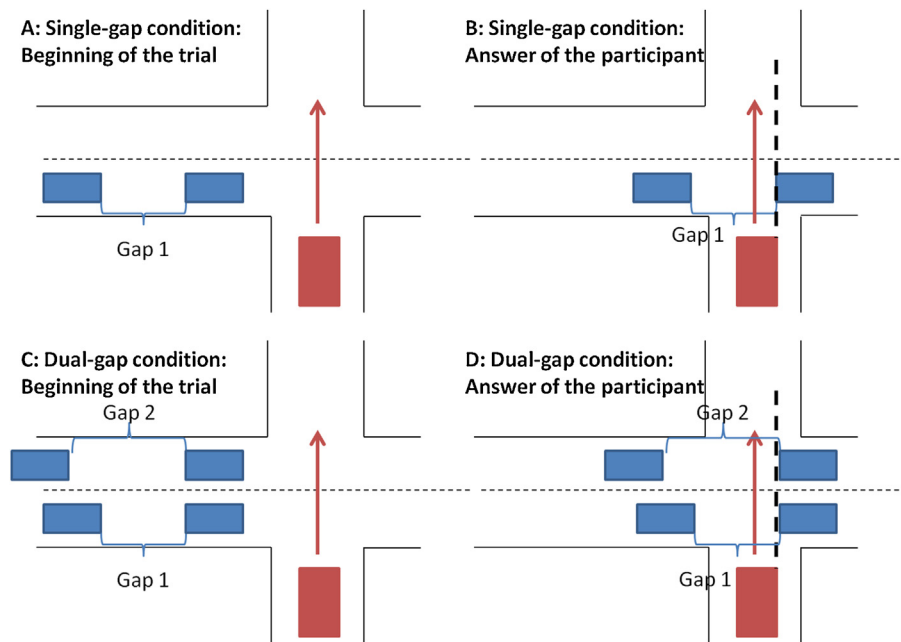 A: Single-gap condition:
Beginning of the trial
Gap 1
B: Single-gap condition:
Answer of the participant
Gap 1
C: Dual-gap condition:
Beginning of the trial
Gap 2
Gap 1
D: Dual-gap condition:
Answer of the participant
Gap 2
Gap 1